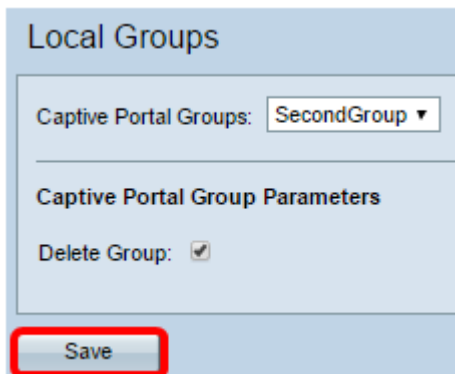 Local Groups
Captive Portal Groups: SecondGroup
Captive Portal Group Parameters
Delete Group:
Save